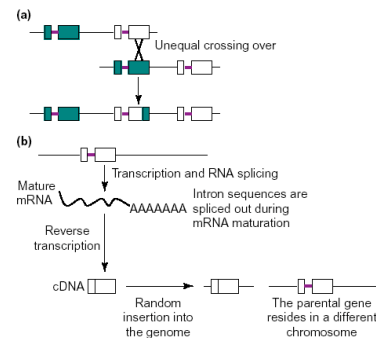 (a)
Unequal crossing over
(b)
Transcription and RNA splicing
Mature
mRNA
AAAAAAA
Intron sequences are
spliced out during
mRNA maturation
Reverse
transcription
cDNA
Random
insertion into
the genome
The parental gene
resides in a different
chromosome